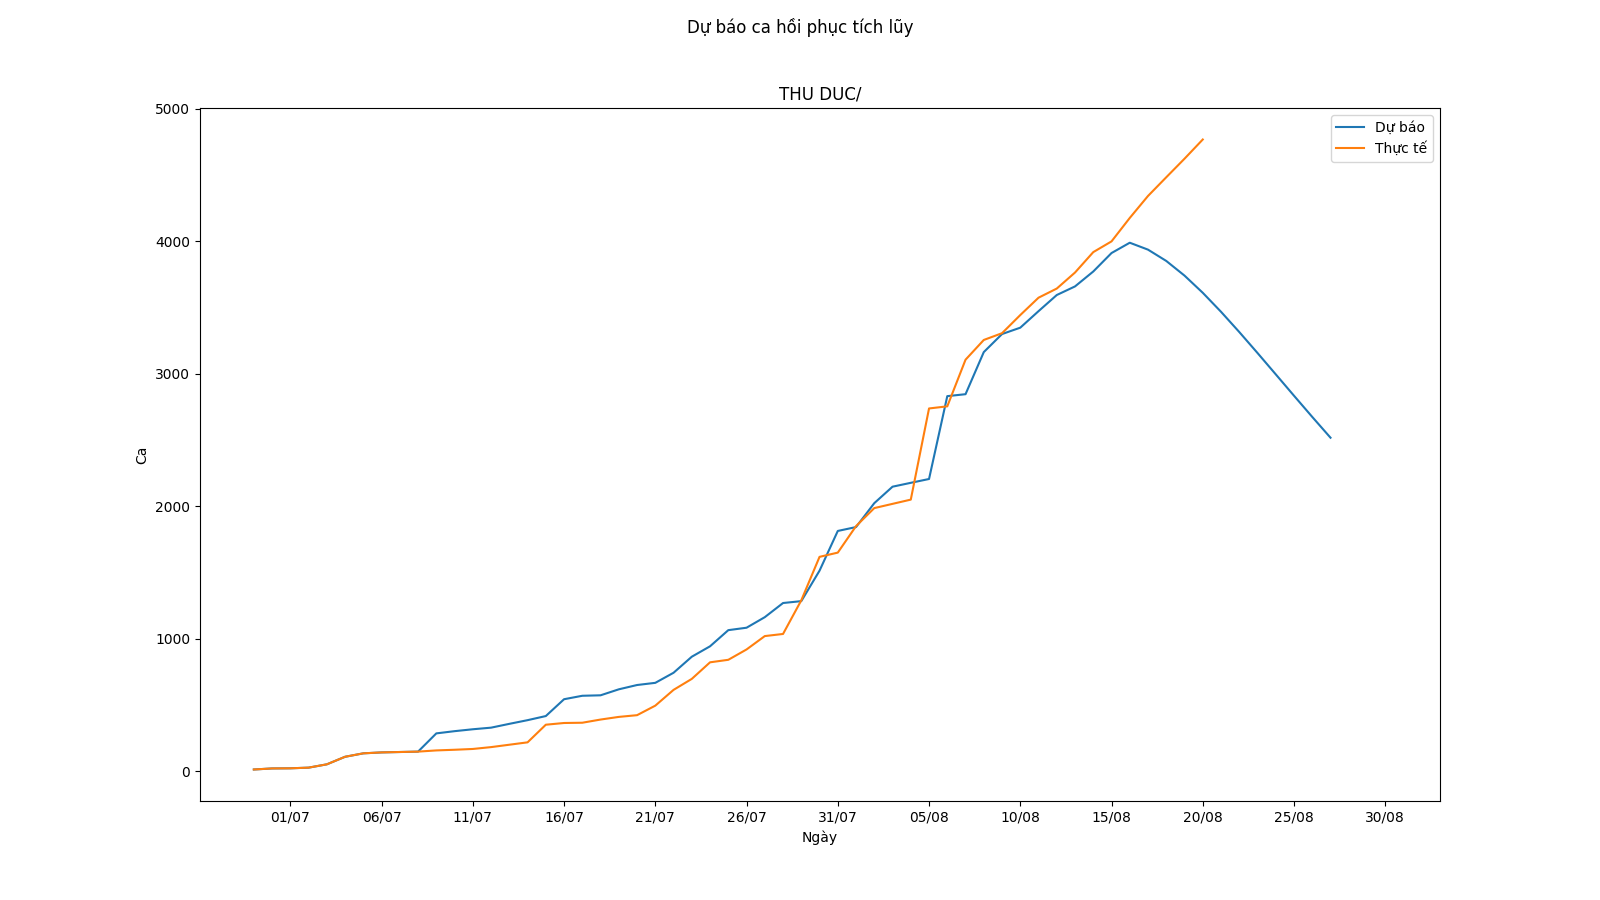 Dự báo ca hồi phục tích lũy
THU DUC/
5000
4000
3000
2000
1000
0
Ca
Dự báo
Thực tế
01/07 06/07 11/07 16/07 21/07 26/07 31/07 05/08 10/08 15/08 20/08 25/08 30/08
Ngày